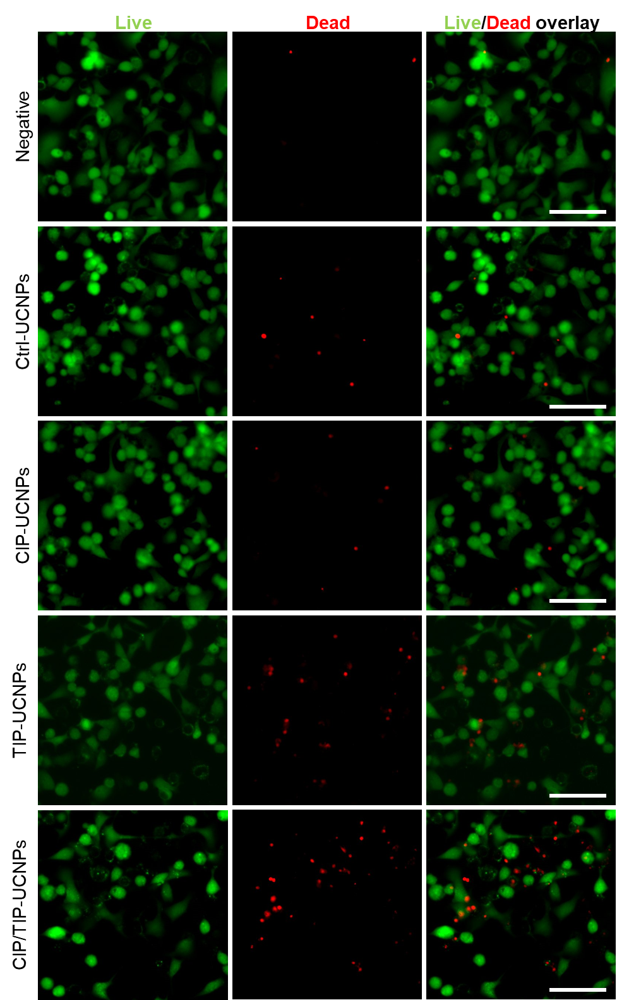 Live
Dead
Live/Dead overlay
Negative
Ctrl-UCNPs
CIP-UCNPs
TIP-UCNPs
CIP/TIP-UCNPs